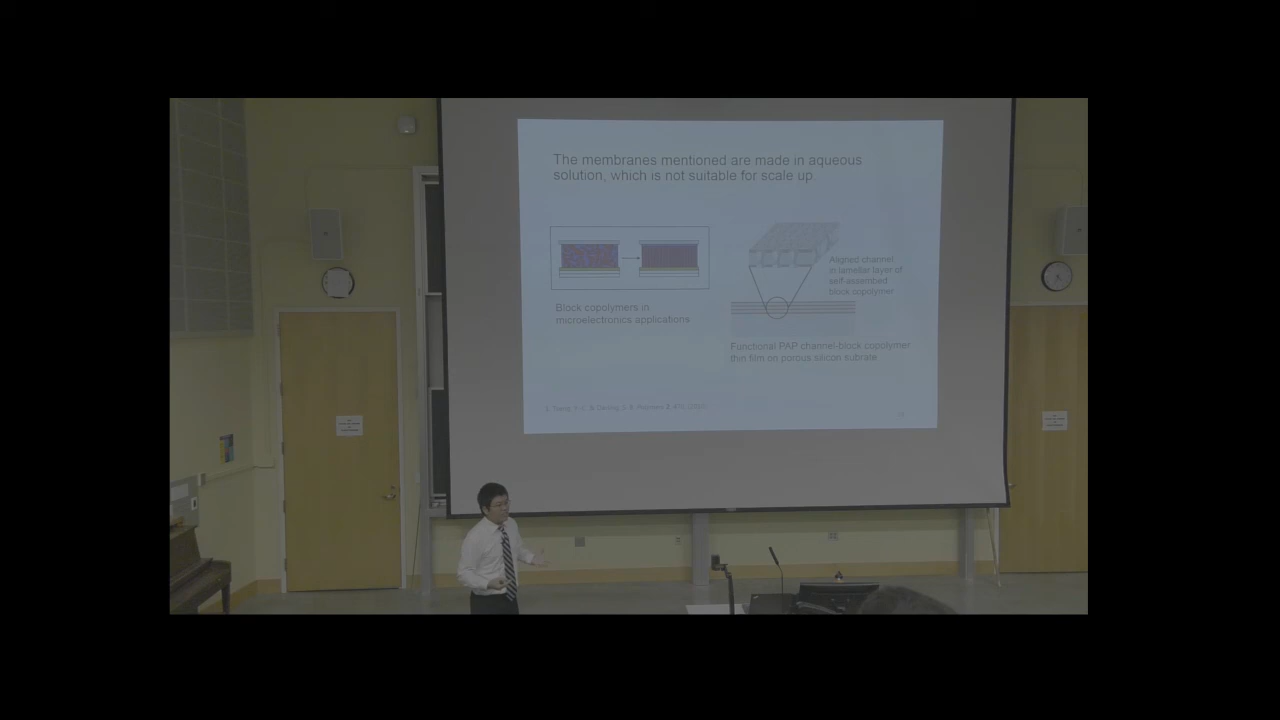 The membranes mentioned are made in aqueous
solution, which is not suitable for scale up.
Aligned channel
in lamellar layer of
self-assembled
block copolymer
Block copolymers in
microelectronics applications
Functional PAP channel-block copolymer
thin film on porous silicon subrate